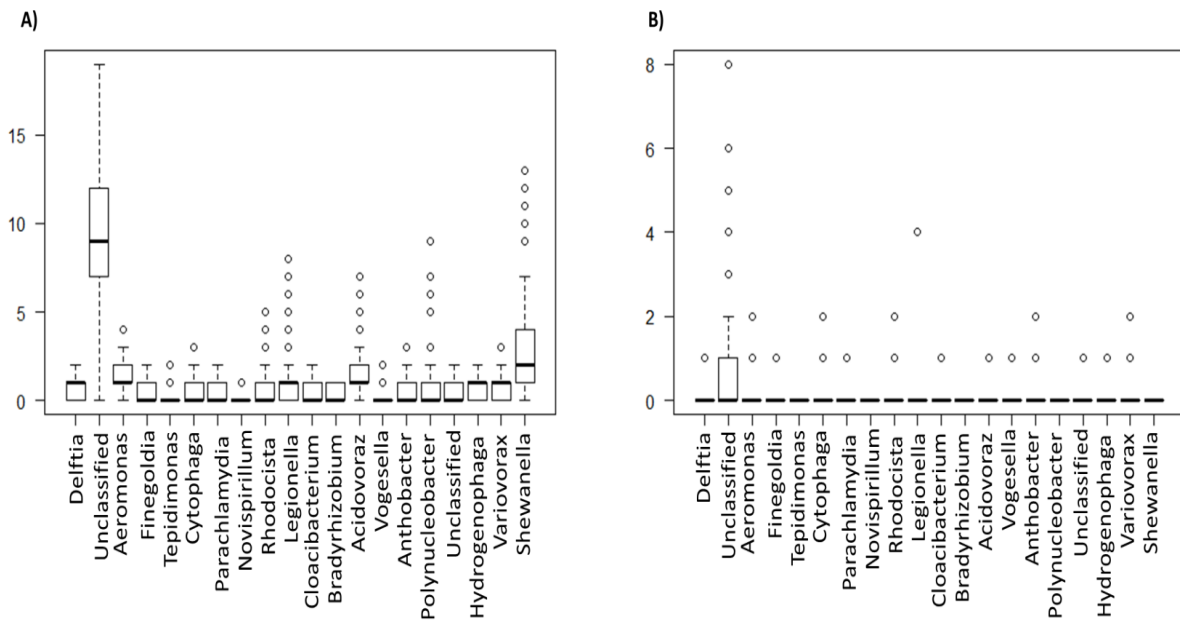 A)
15
10
5
0
Delftia
Unclassified
Aeromonas
Finegoldia
Tepidimonas
Cytophaga
Parachlamydia
Novispirillum
Rhodocista
Legionella
Cloacibacterium
Bradyrhizobium
Acidovoraz
Vogesella
Anthobacter
Polynucleobacter
Unclassified
Hydrogenophaga
Variovorax
Shewanella
B)
8
6
4
2
0
Delftia
Unclassified
Aeromonas
Finegoldia
Tepidimonas
Cytophaga
Parachlamydia
Novispirillum
Rhodocista
Legionella
Cloacibacterium
Bradyrhizobium
Acidovoraz
Vogesella
Anthobacter
Polynucleobacter
Unclassified
Hydrogenophaga
Variovorax
Shewanella